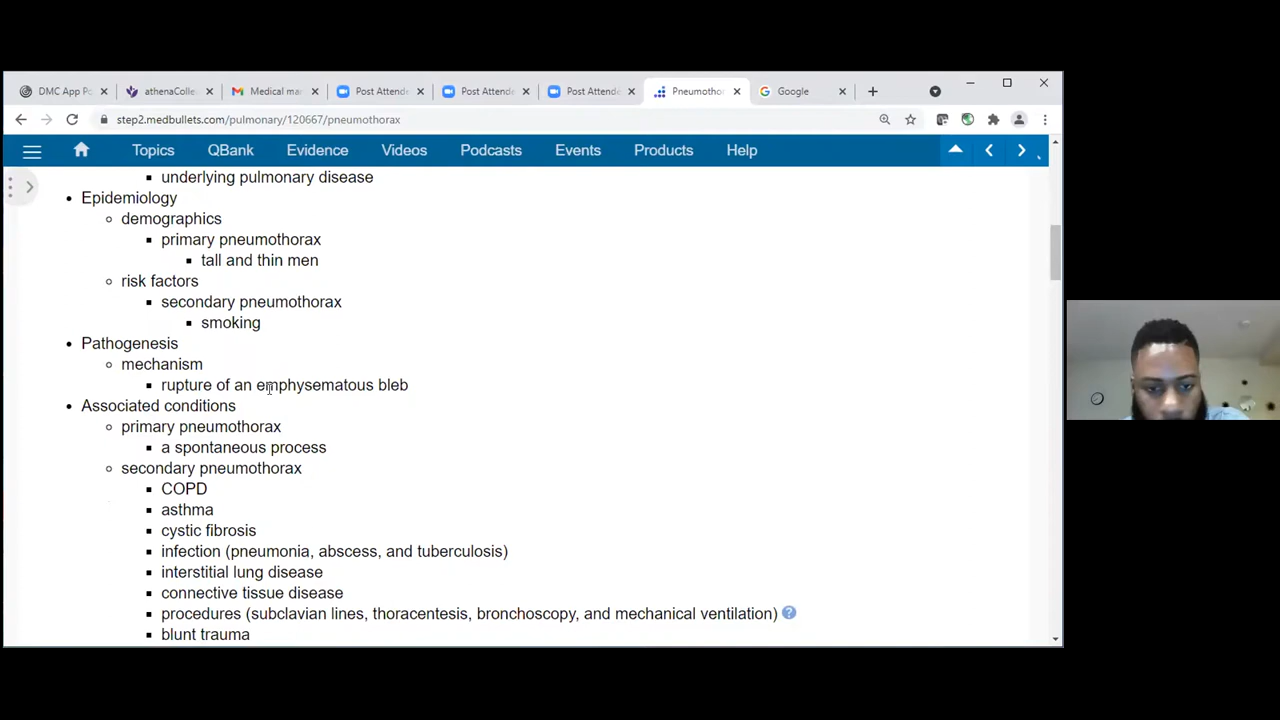 DMC App Po
athenaColle
Medical ma
Post Attende
Post Attende
Post Attende
Pneumotho
Google
step2.medbullets.com/pulmonary/120667/pneumothorax
Topics
QBank
Evidence
Videos
Podcasts
Events
Products
Help
underlying pulmonary disease
Epidemiology
demographics
primary pneumothorax
tall and thin men
risk factors
secondary pneumothorax
smoking
Pathogenesis
mechanism
rupture of an emphysematous bleb
Associated conditions
primary pneumothorax
a spontaneous process
secondary pneumothorax
COPD
asthma
cystic fibrosis
infection (pneumonia, abscess, and tuberculosis)
interstitial lung disease
connective tissue disease
procedures (subclavian lines, thoracentesis, bronchoscopy, and mechanical ventilation) ?
blunt trauma